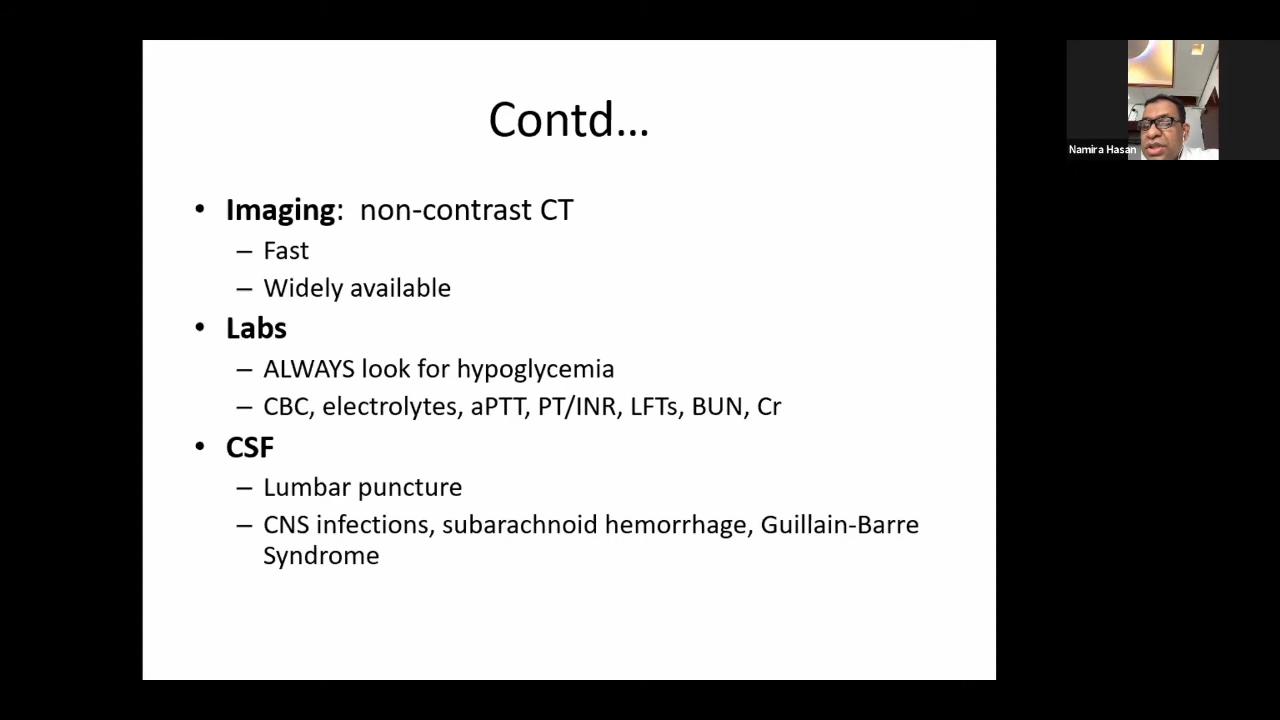 Contd...
• Imaging: non-contrast CT
– Fast
– Widely available
• Labs
– ALWAYS look for hypoglycemia
– CBC, electrolytes, aPTT, PT/INR, LFTs, BUN, Cr
• CSF
– Lumbar puncture
– CNS infections, subarachnoid hemorrhage, Guillain-Barre
Syndrome
Namira Hasan